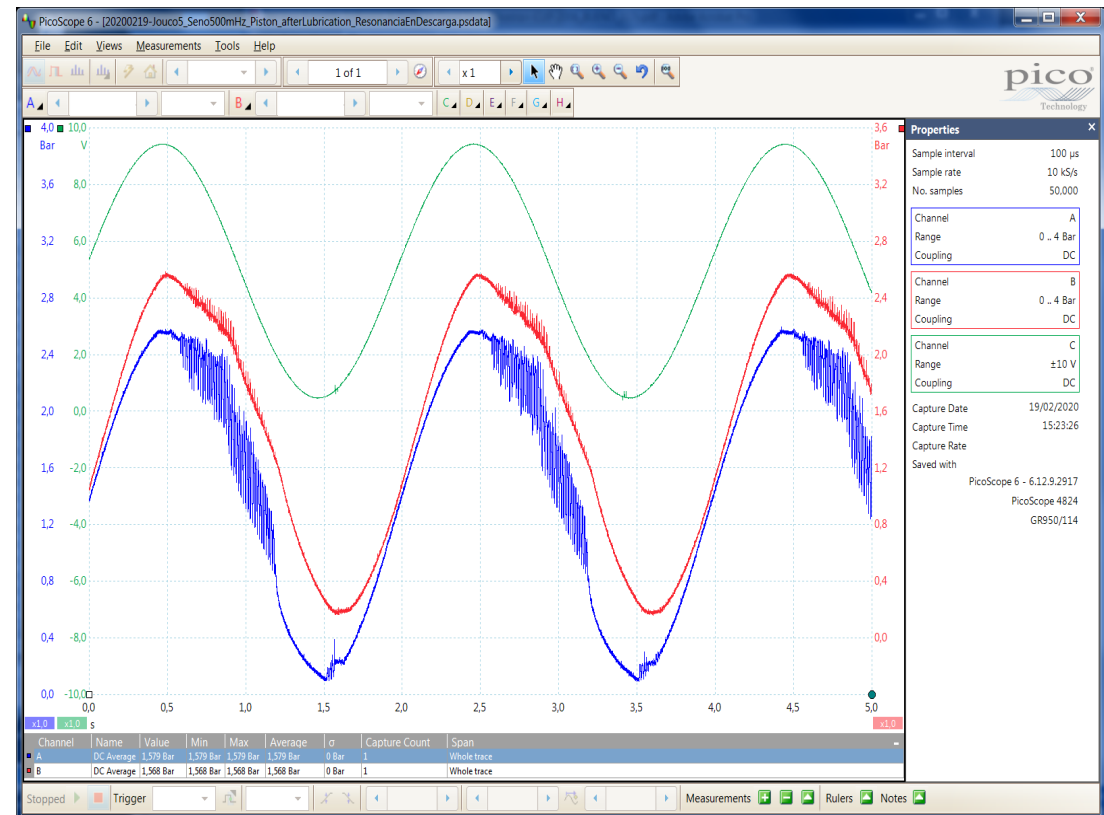 PicoScope 6 - [20200219-Jouco5_Seno500mHz_Piston_afterLubrication_ResonanciaEnDescarga.psdata]
File Edit Views Measurements Tools Help
1 of 1 x 1
pico
Technology
A B C D E F G H
4,0 10,0 3,6
Bar V Bar
3,6 8,0 3,2
3,2 6,0 2,8
2,8 4,0 2,4
2,4 2,0 2,0
2,0 0,0 1,6
1,6 -2,0 1,2
1,2 -4,0 0,8
0,8 -6,0 0,4
0,4 -8,0 0,0
0,0 -10,0
0,0 0,5 1,0 1,5 2,0 2,5 3,0 3,5 4,0 4,5 5,0
x1,0 x1,0 s x1,0
Channel Name Value Min Max Average σ Capture Count Span
A DC Average 1,579 Bar 1,579 Bar 1,579 Bar 1,579 Bar 0 Bar 1 Whole trace
B DC Average 1,568 Bar 1,568 Bar 1,568 Bar 1,568 Bar 0 Bar 1 Whole trace
Properties x
Sample interval 100 µs
Sample rate 10 kS/s
No. samples 50.000
Channel A
Range 0 .. 4 Bar
Coupling DC
Channel B
Range 0 .. 4 Bar
Coupling DC
Channel C
Range ±10 V
Coupling DC
Capture Date 19/02/2020
Capture Time 15:23:26
Capture Rate
Saved with
PicoScope 6 - 6.12.9.2917
PicoScope 4824
GR950/114
Stopped Trigger Measurements Rulers Notes